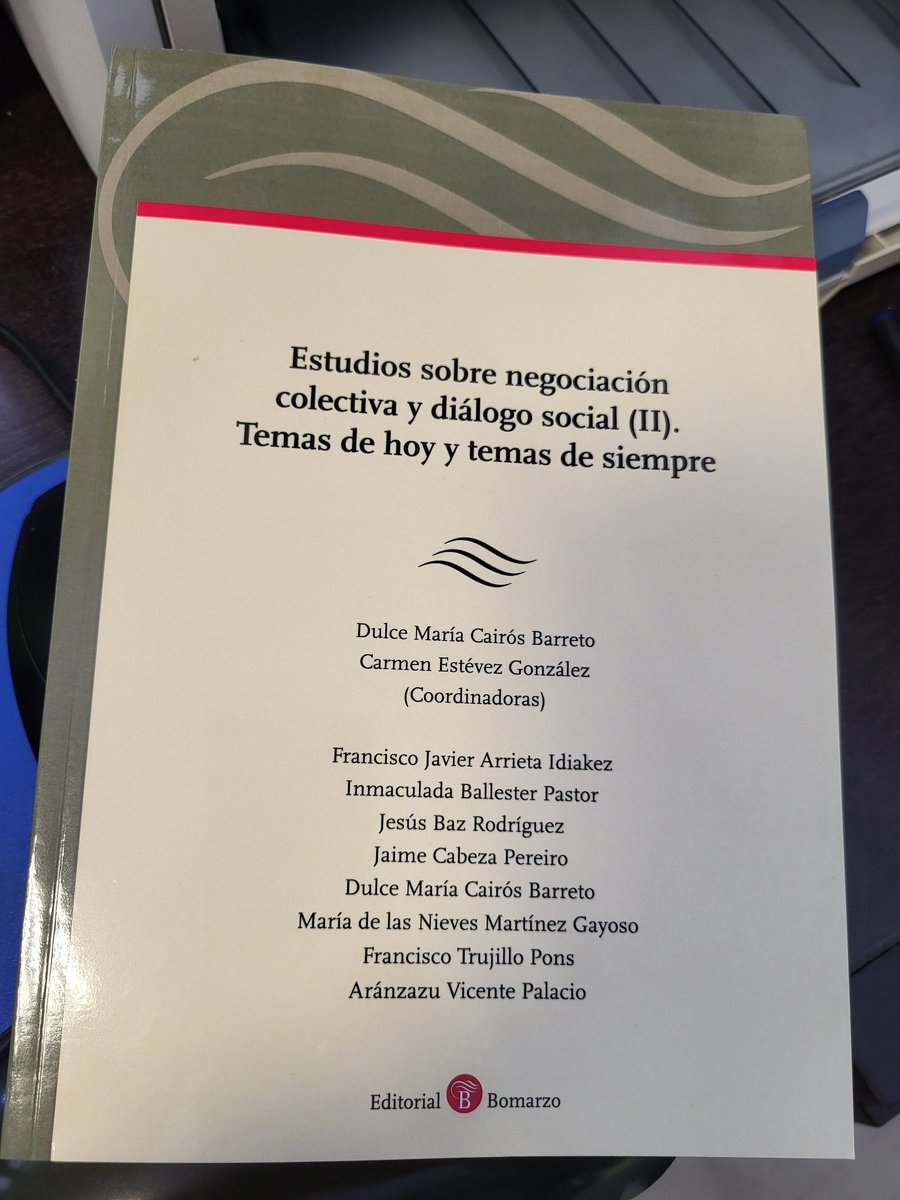 Estudios sobre negociación
colectiva y diálogo social (II).
Temas de hoy y temas de siempre
Dulce María Cairós Barreto
Carmen Estévez González
(Coordinadoras)
Francisco Javier Arrieta Idiakez
Inmaculada Ballester Pastor
Jesús Baz Rodríguez
Jaime Cabeza Pereiro
Dulce María Cairós Barreto
María de las Nieves Martínez Gayoso
Francisco Trujillo Pons
Aránzazu Vicente Palacio
Editorial B Bomarzo